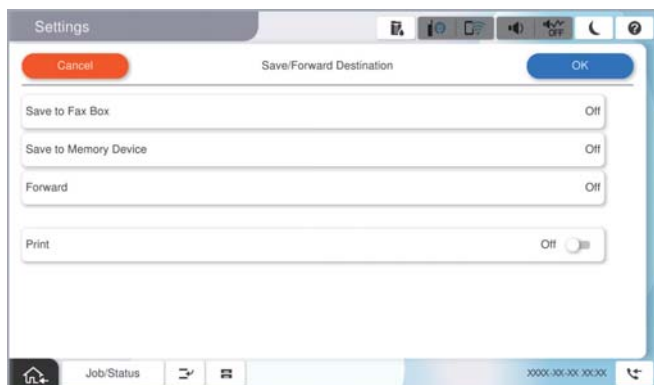 Settings
OFF
Cancel
Save/Forward Destination
OK
Save to Fax Box
Off
Save to Memory Device
Off
Forward
Off
Print
Off
Job/Status
XXXX-XX-XX XX:XX